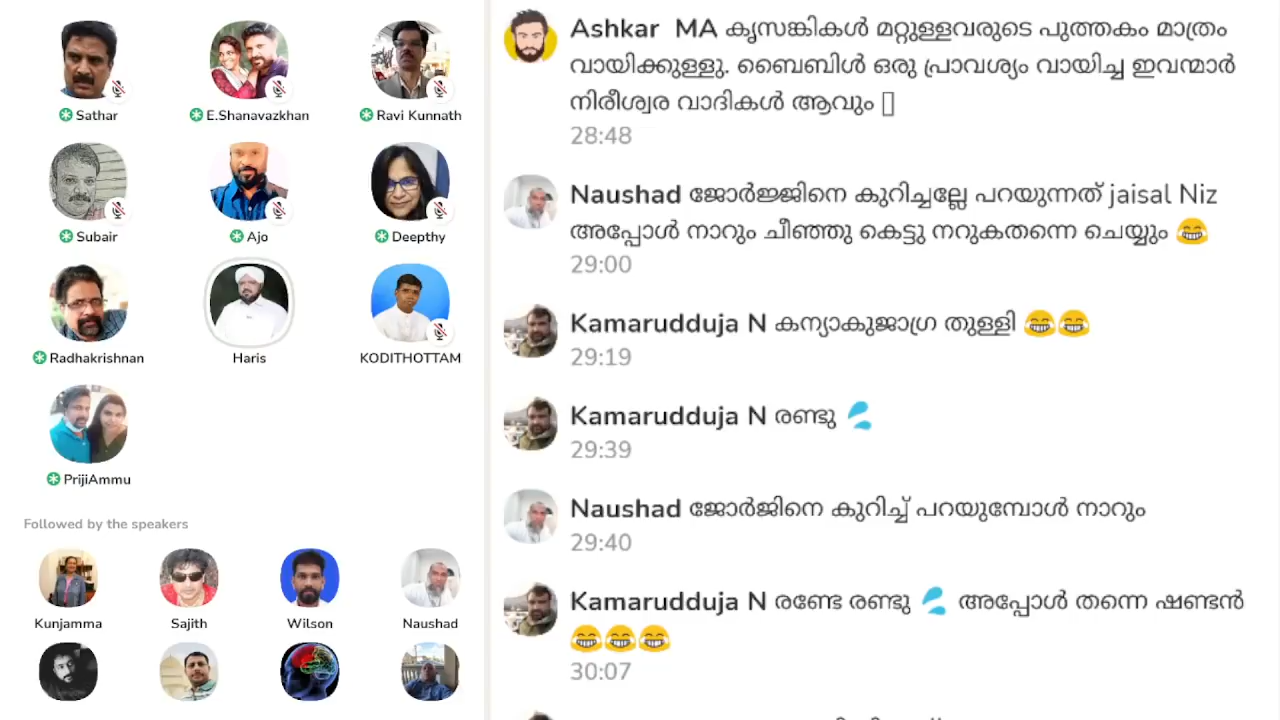 Sathar
E.Shanavazkhan
Ravi Kunnath
Subair
Ajo
Deepthy
Radhakrishnan
Haris
KODITHOTTAM
PrijiAmmu
Followed by the speakers
Kunjamma
Sajith
Wilson
Naushad
Ashkar MA കൃസങ്കികൾ മറ്റുള്ളവരുടെ പുത്തകം മാത്രം
വായിക്കുള്ളു. ബൈബിൾ ഒരു പ്രാവശ്യം വായിച്ച ഇവന്മാർ
നിരീശ്വര വാദികൾ ആവും
28:48
Naushad ജോർജ്ജിനെ കുറിച്ചല്ലേ പറയുന്നത് jaisal Niz
അപ്പോൾ നാറും ചീഞ്ഞു കെട്ടു നറുകതന്നെ ചെയ്യും 😂
29:00
Kamarudduja N കന്യാകുജാഗ്ര തുള്ളി 😂😂
29:19
Kamarudduja N രണ്ടു 💦
29:39
Naushad ജോർജിനെ കുറിച്ച് പറയുമ്പോൾ നാറും
29:40
Kamarudduja N രണ്ടേ രണ്ടു 💦 അപ്പോൾ തന്നെ ഷണ്ടൻ
😂😂😂
30:07